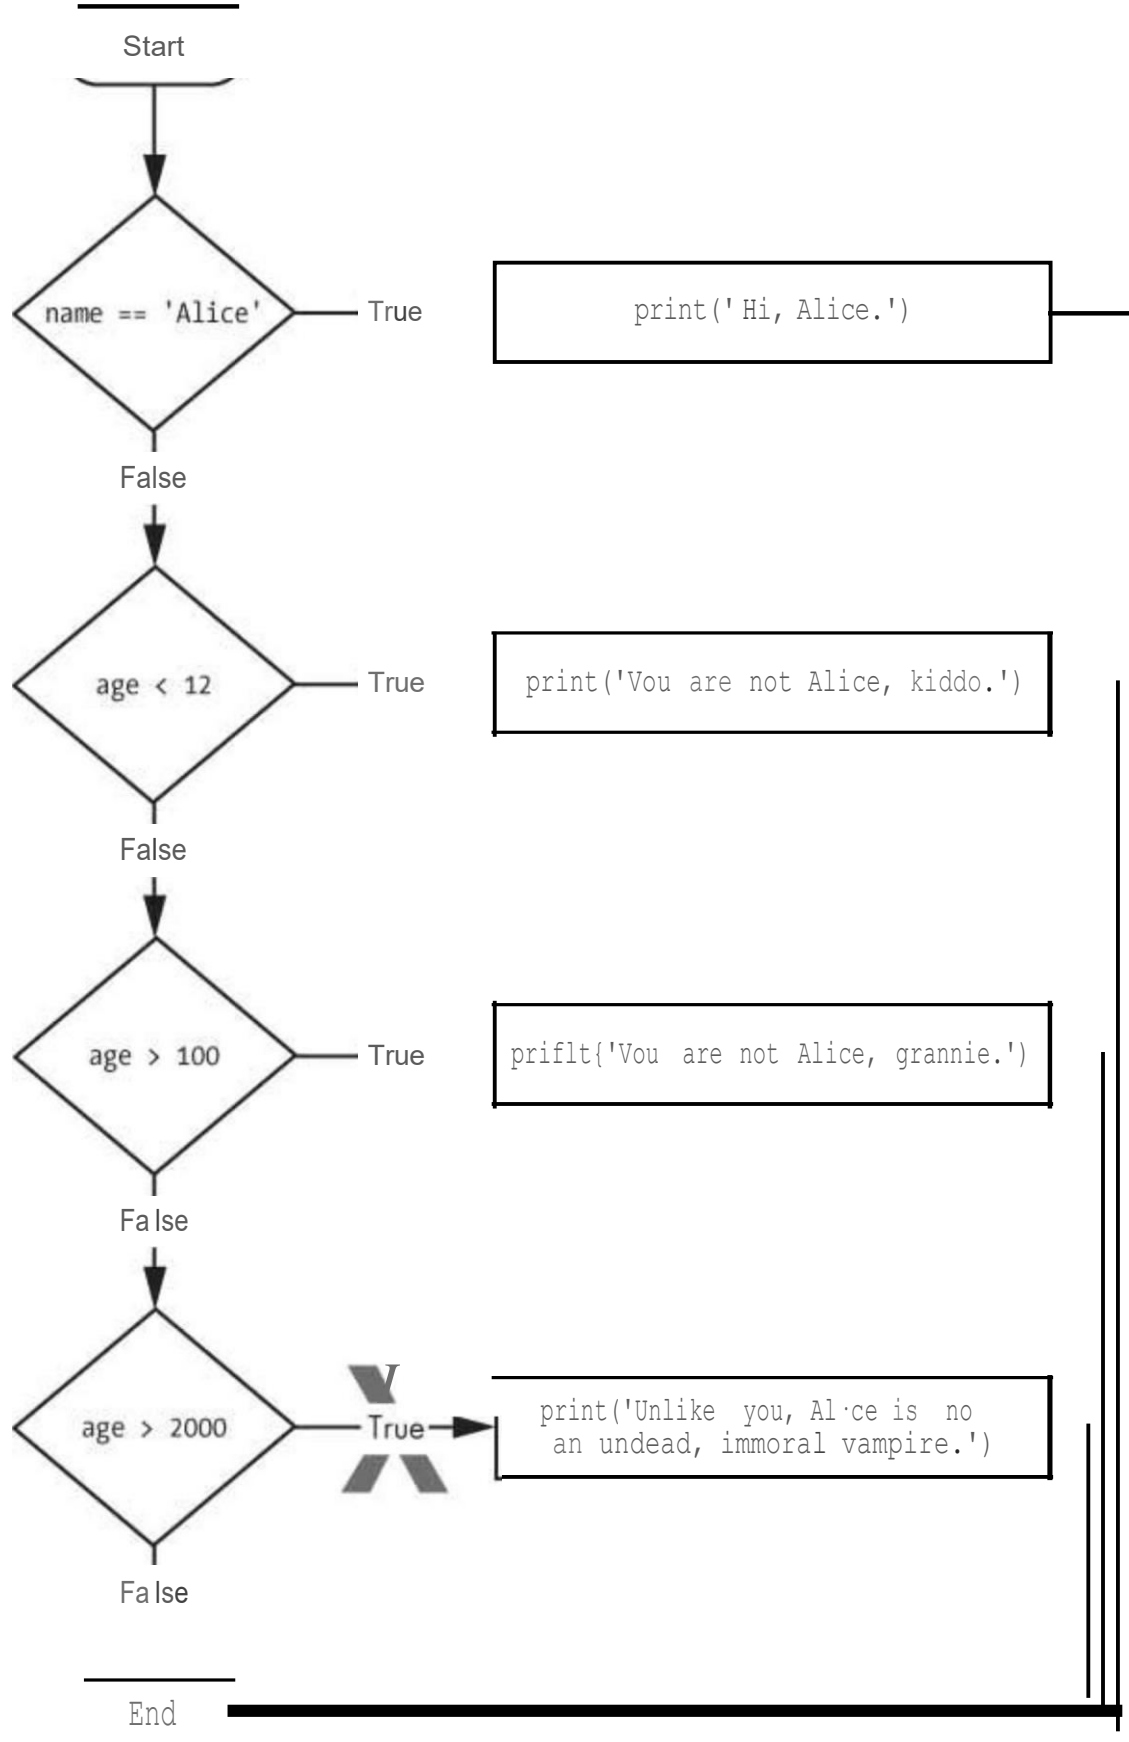 Start
name == 'Alice'
True
print(' Hi, Alice.')
False
age < 12
True
print('Vou are not Alice, kiddo.')
False
age > 100
True
priflt{'Vou are not Alice, grannie.')
Fa lse
age > 2000
True
print('Unlike you, Al·ce is no
an undead, immoral vampire.')
Fa lse
End